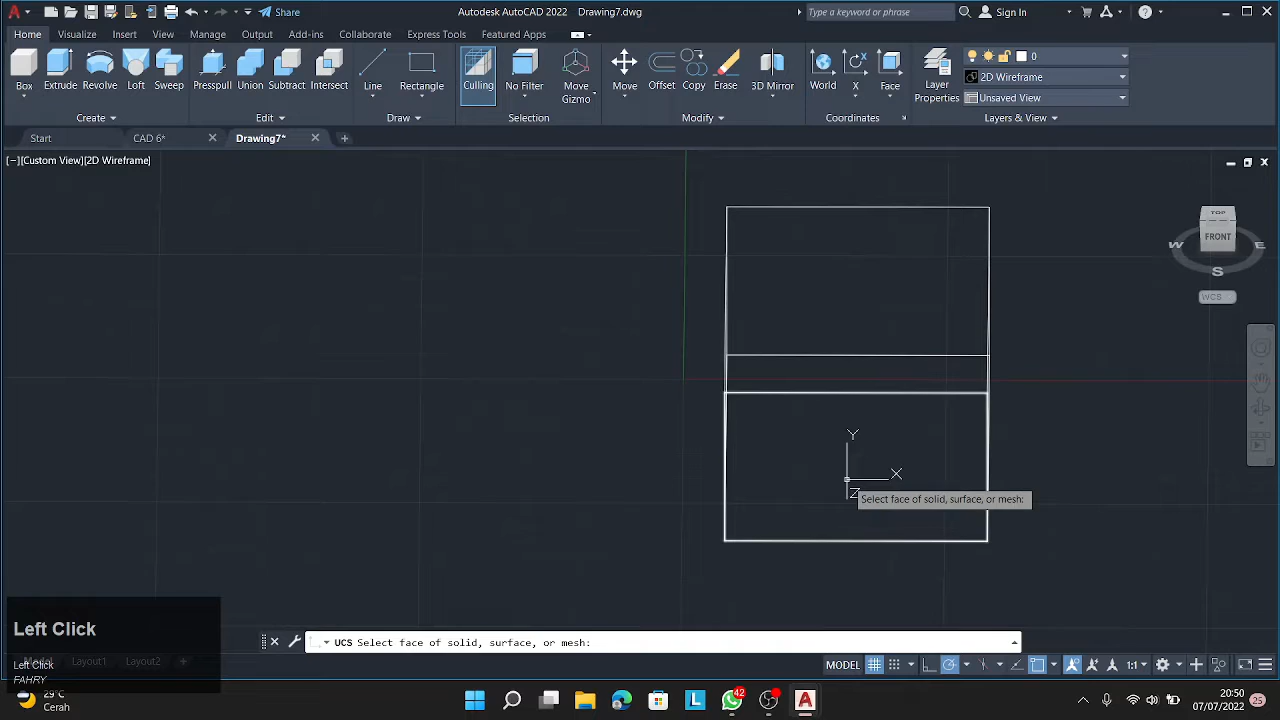 Share
Autodesk AutoCAD 2022 Drawing7.dwg
Type a keyword or phrase
Sign In
Home
Visualize
Insert
View
Manage
Output
Add-ins
Collaborate
Express Tools
Featured Apps
Box
Extrude
Revolve
Loft
Sweep
Presspull
Union
Subtract
Intersect
Line
Rectangle
Culling
No Filter
Move
Gizmo
Move
Offset
Copy
Erase
3D Mirror
World
X
Face
Layer
Properties
0
2D Wireframe
Unsaved View
Create
Edit
Draw
Selection
Modify
Coordinates
Layers & View
Start
CAD 6*
Drawing7*
[−][Custom View][2D Wireframe]
TOP
FRONT
W
E
S
WCS
Y
X
Z
Select face of solid, surface, or mesh:
Left Click
Left Click
FAHRY
UCS Select face of solid, surface, or mesh:
Layout1
Layout2
MODEL
1:1
Cerah
42
20:50
07/07/2022
25